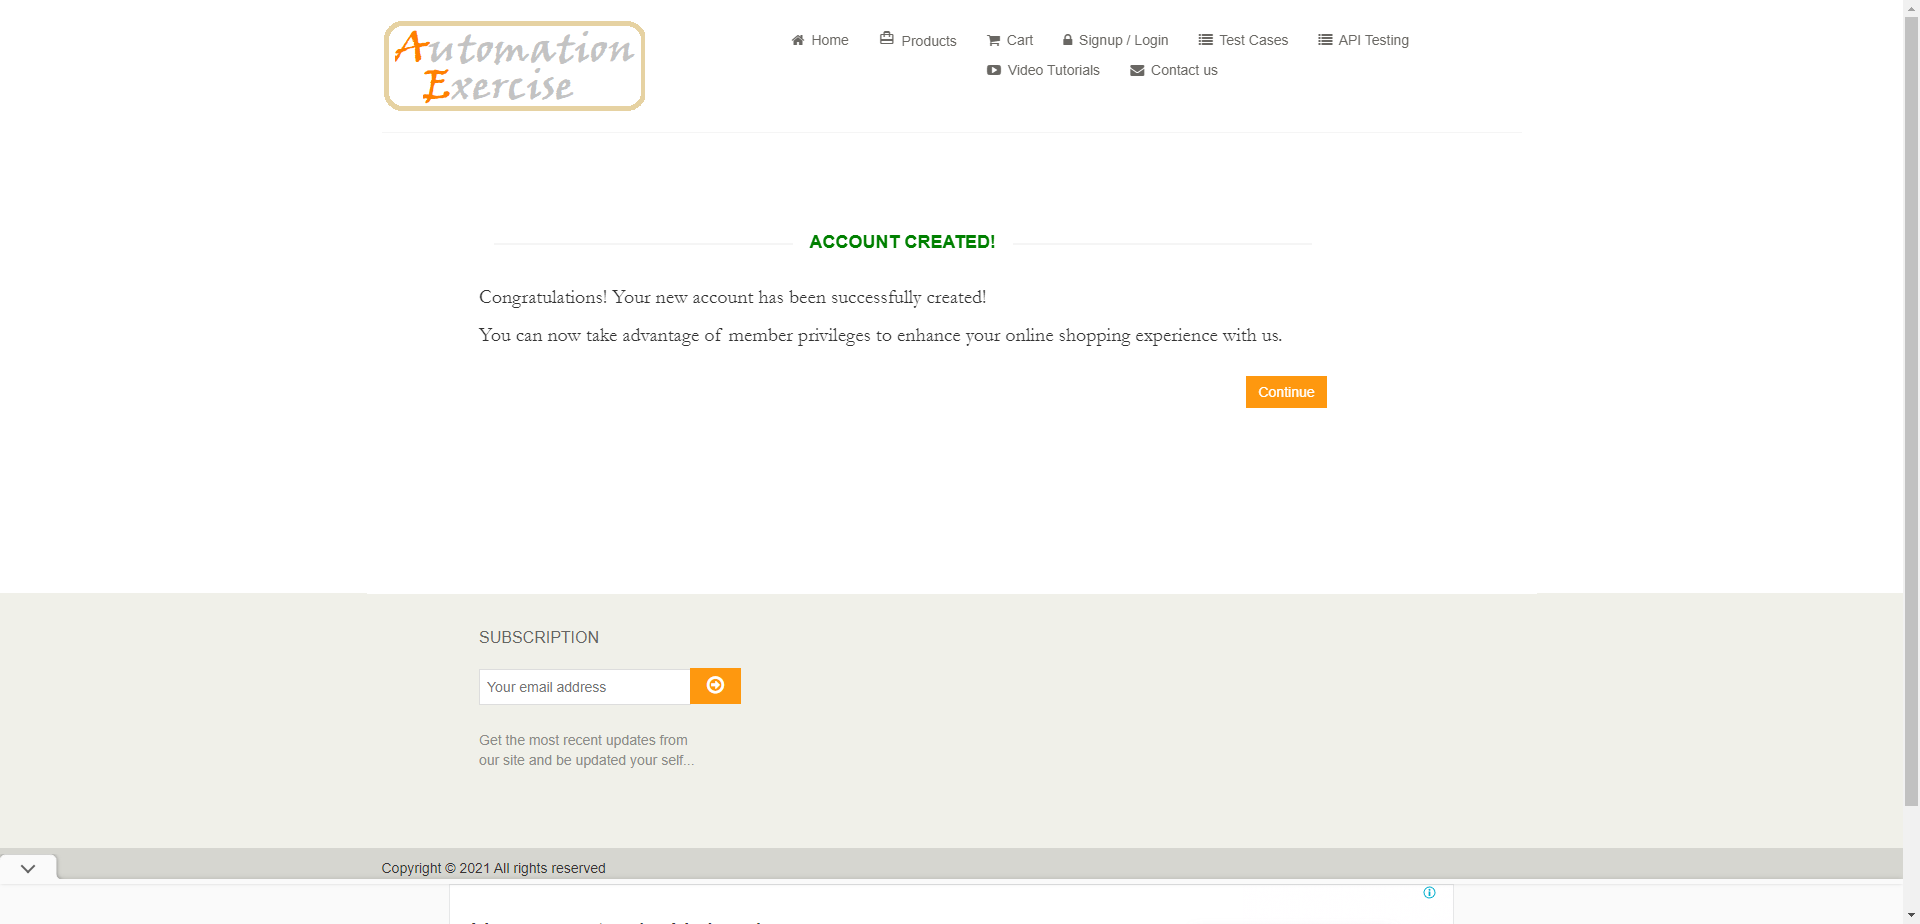 Automation
Exercise
Home
Products
Cart
Signup / Login
Test Cases
API Testing
Video Tutorials
Contact us
ACCOUNT CREATED!
Congratulations! Your new account has been successfully created!
You can now take advantage of member privileges to enhance your online shopping experience with us.
Continue
SUBSCRIPTION
Your email address
Get the most recent updates from
our site and be updated your self...
Copyright © 2021 All rights reserved